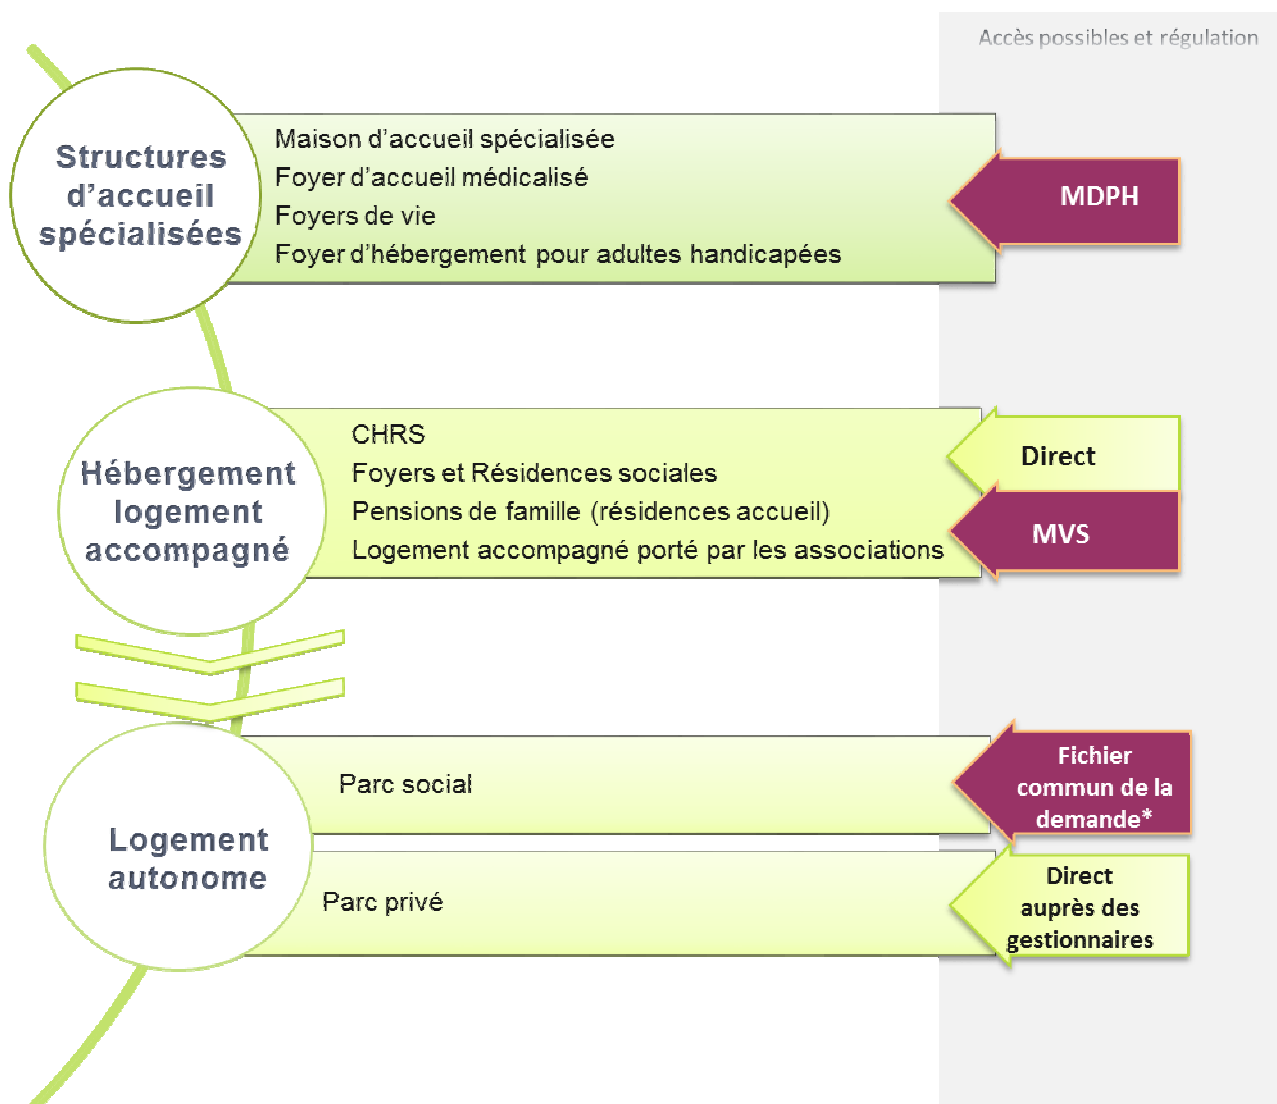 Accès possibles et régulation
Structures
d’accueil
spécialisées
Maison d’accueil spécialisée
Foyer d’accueil médicalisé
Foyers de vie
Foyer d’hébergement pour adultes handicapées
MDPH
Hébergement
logement
accompagné
CHRS
Foyers et Résidences sociales
Pensions de famille (résidences accueil)
Logement accompagné porté par les associations
Direct
MVS
Logement
autonome
Parc social
Fichier
commun de la
demande*
Parc privé
Direct
auprès des
gestionnaires